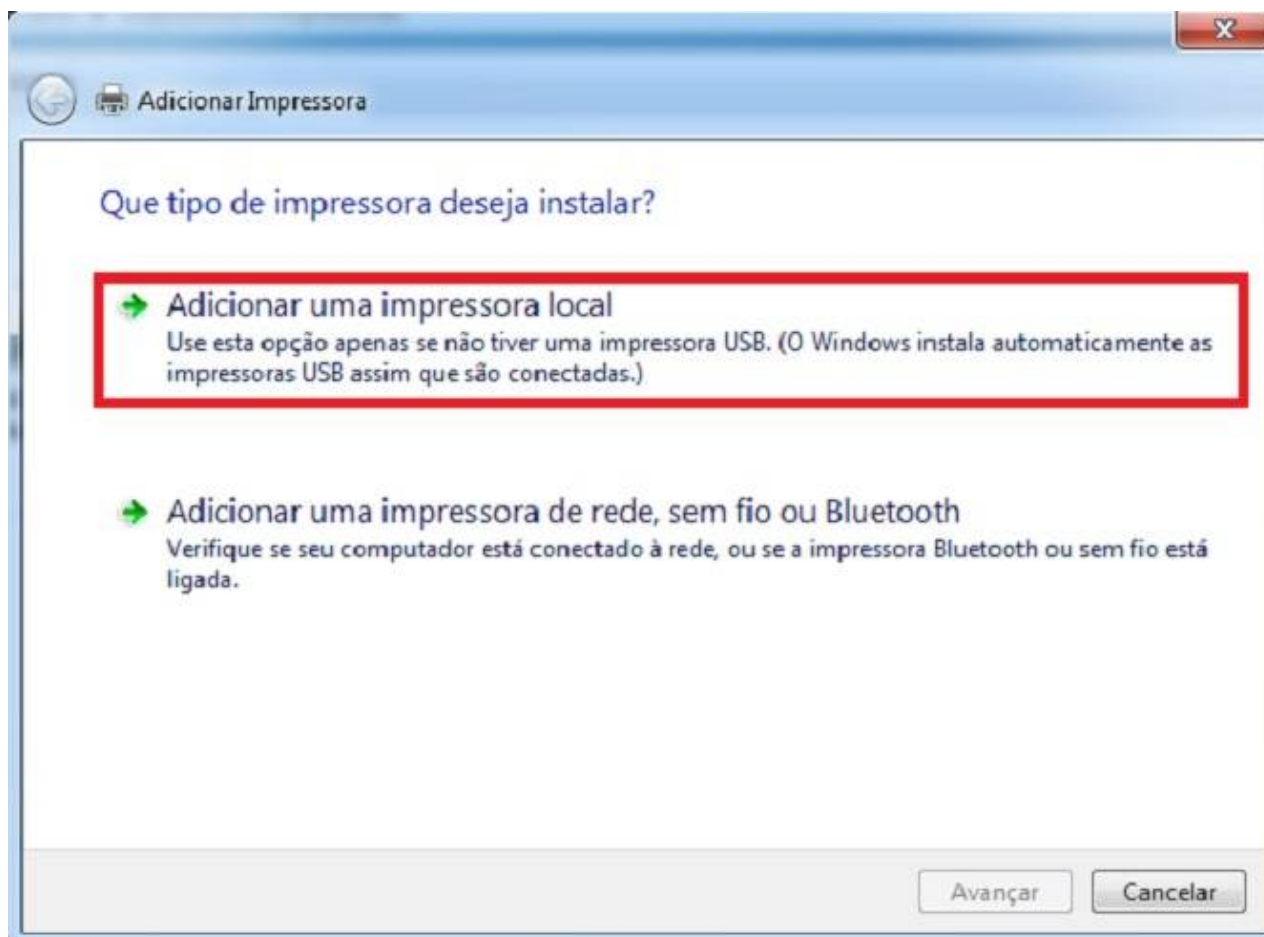 Adicionar Impressora
Que tipo de impressora deseja instalar?
Adicionar uma impressora local
Use esta opção apenas se não tiver uma impressora USB. (O Windows instala automaticamente as
impressoras USB assim que são conectadas.)
Adicionar uma impressora de rede, sem fio ou Bluetooth
Verifique se seu computador está conectado à rede, ou se a impressora Bluetooth ou sem fio está
ligada.
Avançar
Cancelar